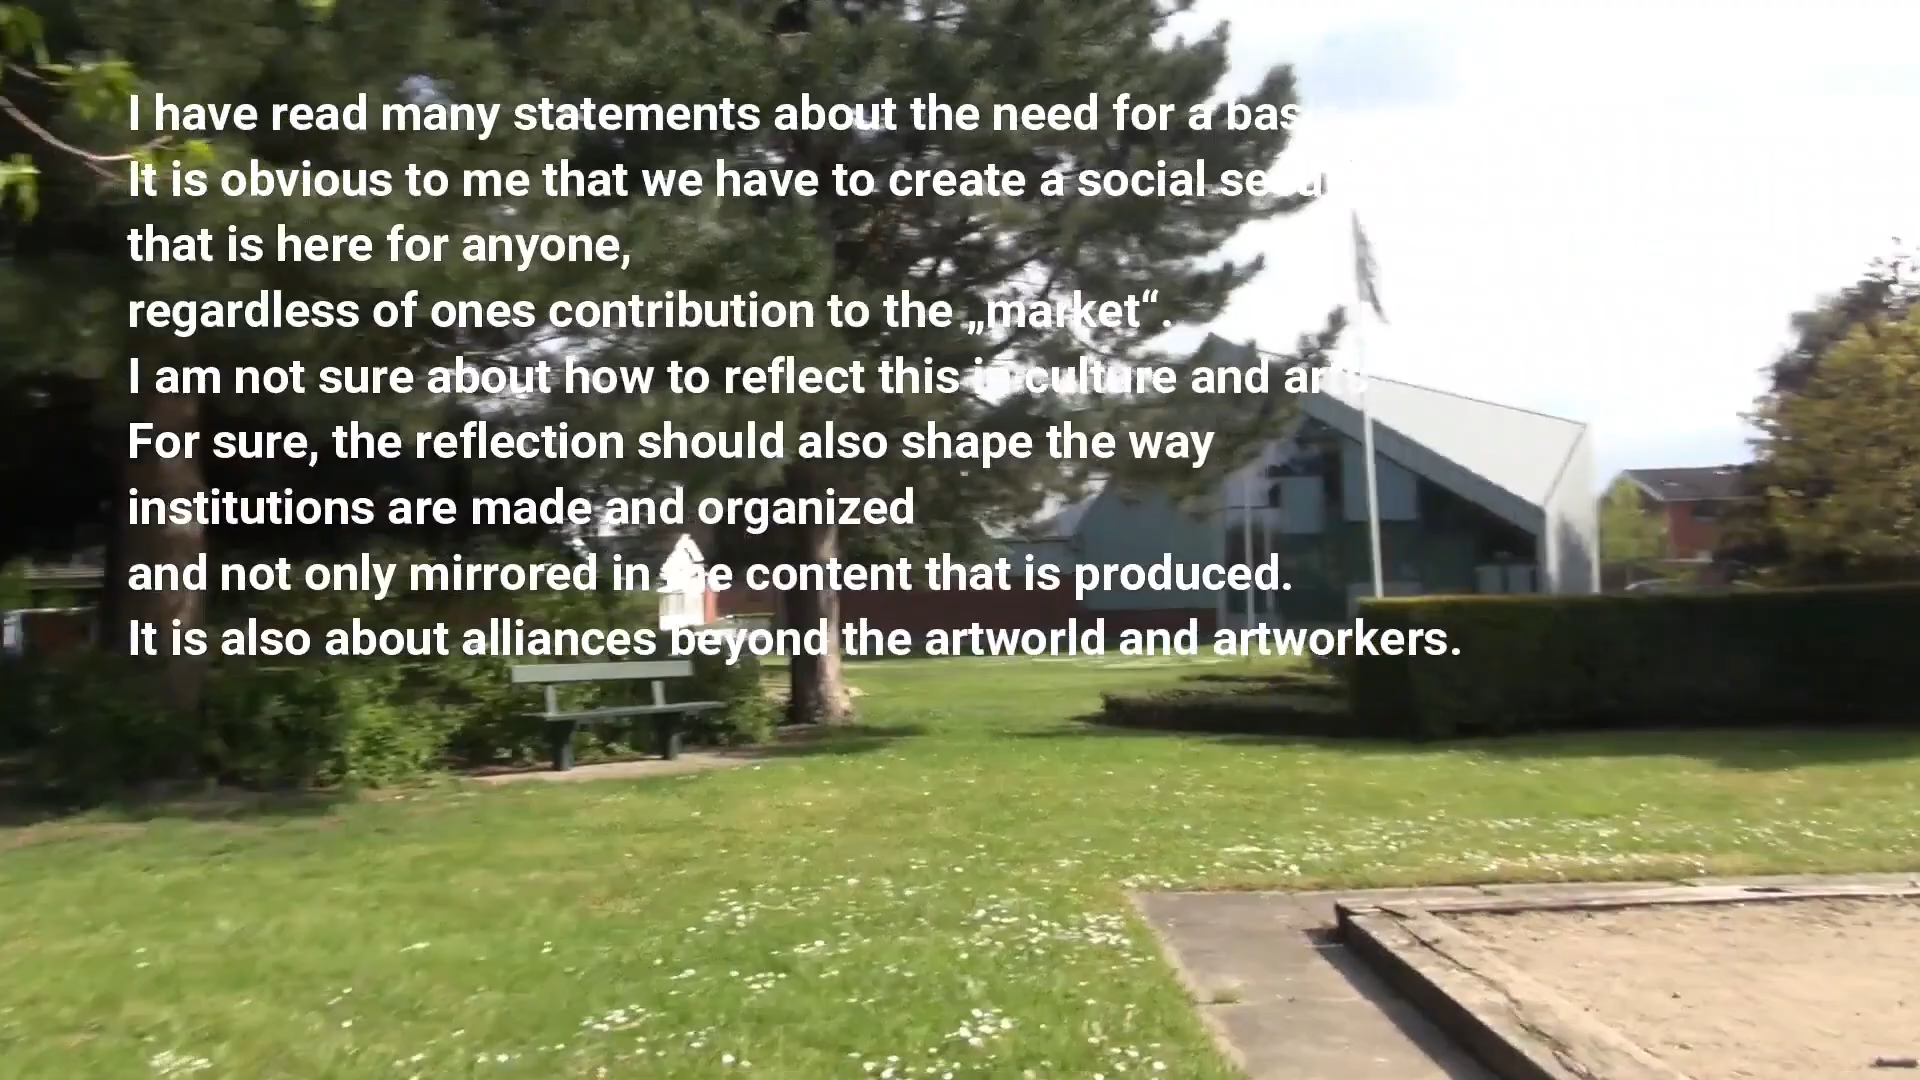 I have read many statements about the need for a
It is obvious to me that we have to create a social
that is here for anyone,
regardless of ones contribution to the „market“.
I am not sure about how to reflect this in culture and arts
For sure, the reflection should also shape the way
institutions are made and organized
and not only mirrored in the content that is produced.
It is also about alliances beyond the artworld and artworkers.